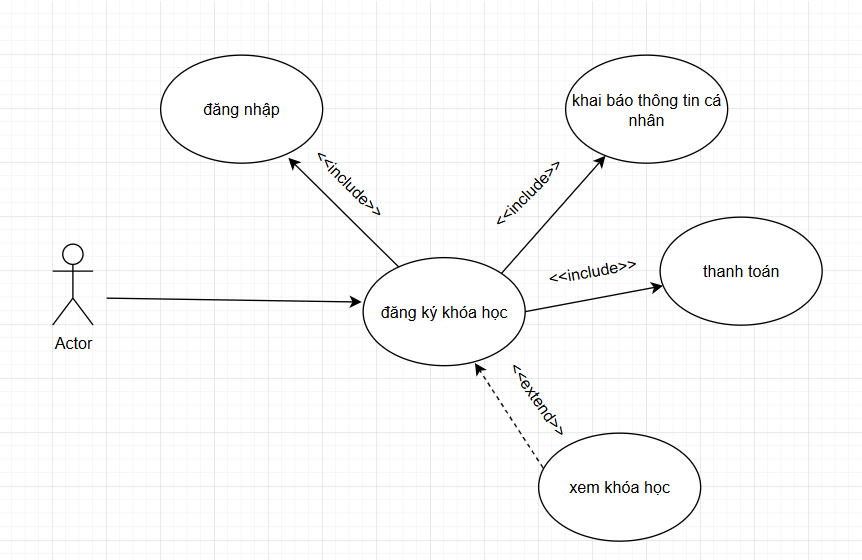 đăng nhập
<<include>>
khai báo thông tin cá
nhân
<<include>>
<<include>>
thanh toán
Actor
đăng ký khóa học
<<extend>>
xem khóa học